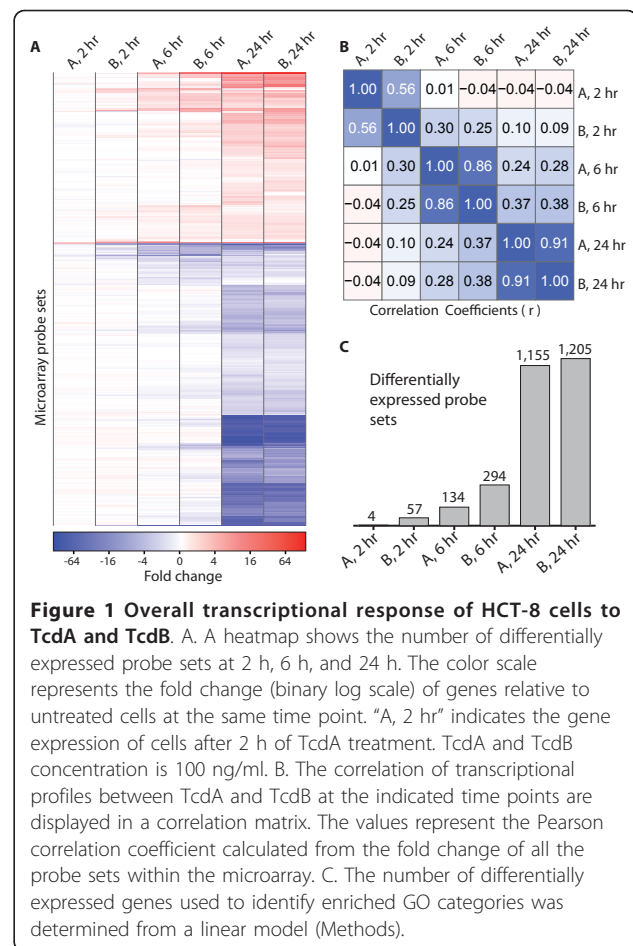 A
A, 2 hr
B, 2 hr
A, 6 hr
B, 6 hr
A, 24 hr
B, 24 hr
Microarray probe sets
-64 -16 -4 0 4 16 64
Fold change
B
A, 2 hr
B, 2 hr
A, 6 hr
B, 6 hr
A, 24 hr
B, 24 hr
1.00 0.56 0.01 −0.04 −0.04 −0.04 A, 2 hr
0.56 1.00 0.30 0.25 0.10 0.09 B, 2 hr
0.01 0.30 1.00 0.86 0.24 0.28 A, 6 hr
−0.04 0.25 0.86 1.00 0.37 0.38 B, 6 hr
−0.04 0.10 0.24 0.37 1.00 0.91 A, 24 hr
−0.04 0.09 0.28 0.38 0.91 1.00 B, 24 hr
Correlation Coefficients ( r )
C
Differentially
expressed probe
sets
4 57 134 294 1,155 1,205
A, 2 hr
B, 2 hr
A, 6 hr
B, 6 hr
A, 24 hr
B, 24 hr
Figure 1 Overall transcriptional response of HCT-8 cells to
TcdA and TcdB. A. A heatmap shows the number of differentially
expressed probe sets at 2 h, 6 h, and 24 h. The color scale
represents the fold change (binary log scale) of genes relative to
untreated cells at the same time point. “A, 2 hr” indicates the gene
expression of cells after 2 h of TcdA treatment. TcdA and TcdB
concentration is 100 ng/ml. B. The correlation of transcriptional
profiles between TcdA and TcdB at the indicated time points are
displayed in a correlation matrix. The values represent the Pearson
correlation coefficient calculated from the fold change of all the
probe sets within the microarray. C. The number of differentially
expressed genes used to identify enriched GO categories was
determined from a linear model (Methods).